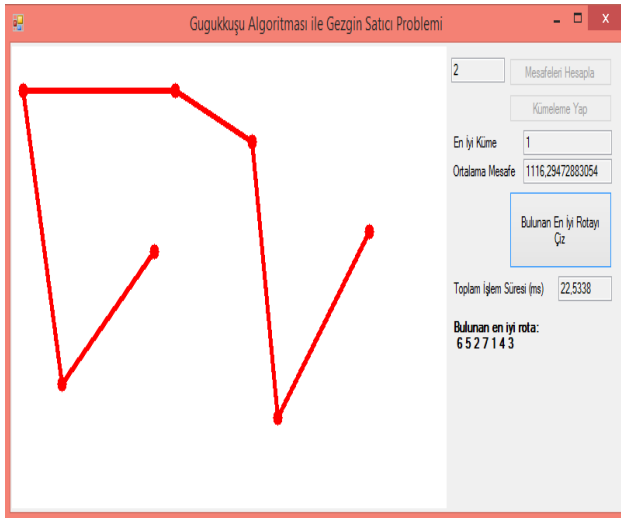 Gugukkuşu Algoritması ile Gezgin Satıcı Problemi
2
Mesafeleri Hesapla
Kümeleme Yap
En İyi Küme
1
Ortalama Mesafe
1116,29472883054
Bulunan En İyi Rotayı
Çiz
Toplam İşlem Süresi (ms)
22,5338
Bulunan en iyi rota:
6 5 2 7 1 4 3